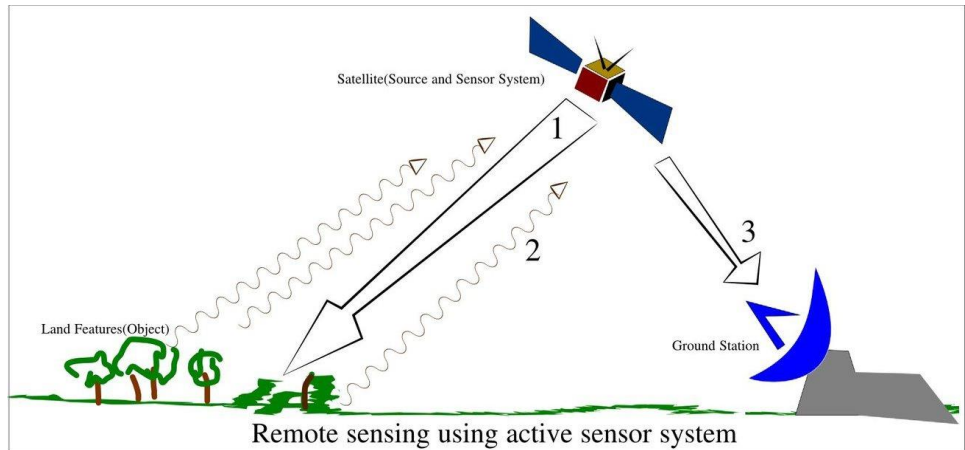 Satellite(Source and Sensor System)
1
3
2
Land Features(Object)
Ground Station
Remote sensing using active sensor system